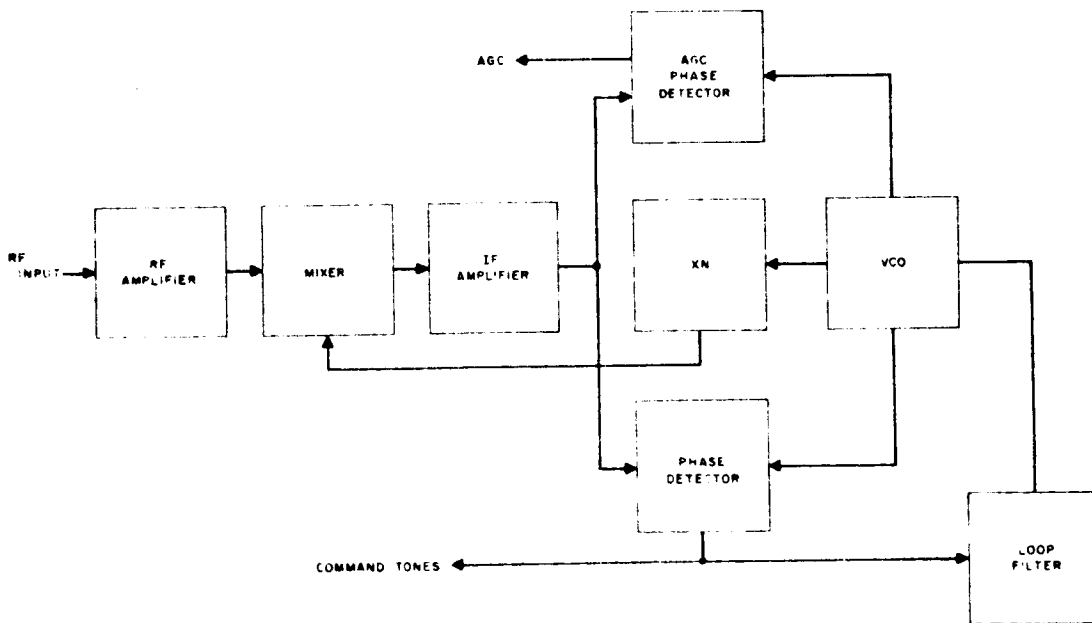 AGC
AGC
PHASE
DETECTOR
RF
INPUT
RF
AMPLIFIER
MIXER
IF
AMPLIFIER
XN
VCO
PHASE
DETECTOR
COMMAND TONES
LOOP
FILTER